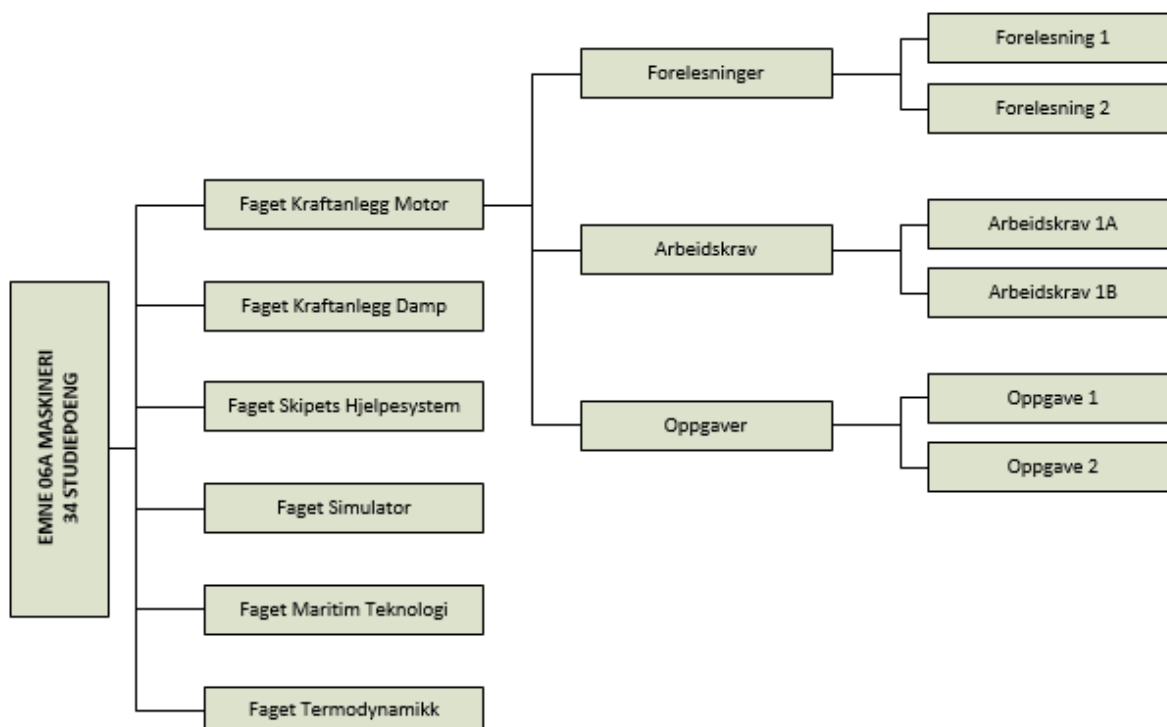 EMNE 06A MASKINERI
34 STUDIEPOENG
Faget Kraftanlegg Motor
Faget Kraftanlegg Damp
Faget Skipets Hjelpesystem
Faget Simulator
Faget Maritim Teknologi
Faget Termodynamikk
Forelesninger
Arbeidskrav
Oppgaver
Forelesning 1
Forelesning 2
Arbeidskrav 1A
Arbeidskrav 1B
Oppgave 1
Oppgave 2